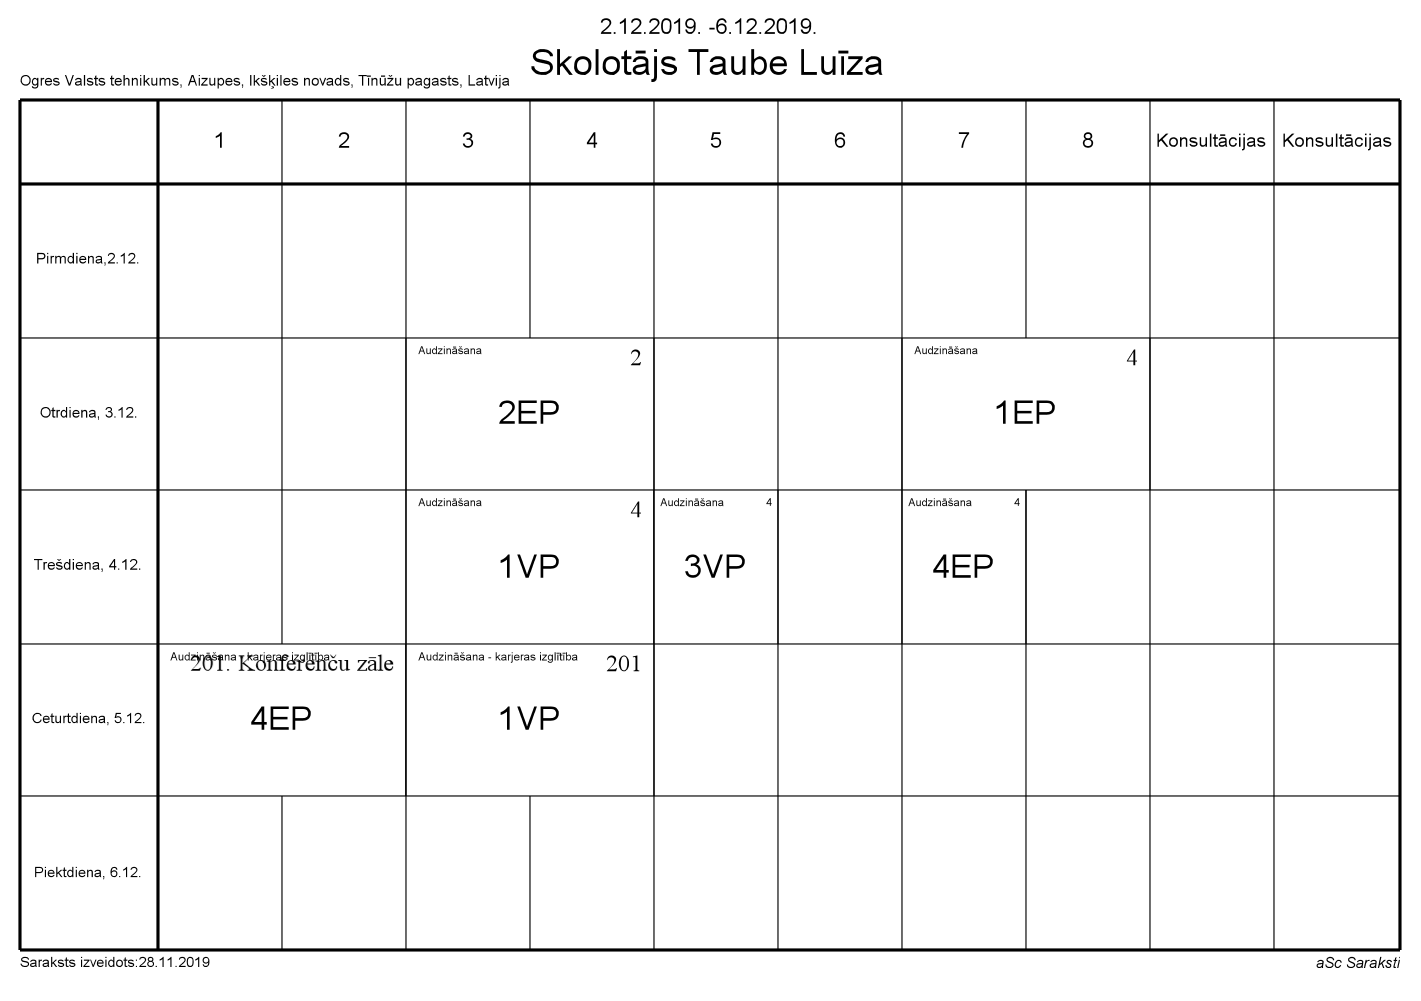 2.12.2019. -6.12.2019.
Skolotājs Taube Luīza
Ogres Valsts tehnikums, Aizupes, Ikšķiles novads, Tīnūžu pagasts, Latvija
1 2 3 4 5 6 7 8 Konsultācijas Konsultācijas
Pirmdiena,2.12.
Audzināšana 2 Audzināšana 4
Otrdiena, 3.12. 2EP 1EP
Audzināšana 4 Audzināšana 4 Audzināšana 4
Trešdiena, 4.12. 1VP 3VP 4EP
Audzināšana - karjeras izglītība 201. Konferenču zāle Audzināšana - karjeras izglītība 201
Ceturtdiena, 5.12. 4EP 1VP
Piektdiena, 6.12.
Saraksts izveidots:28.11.2019 aSc Saraksti